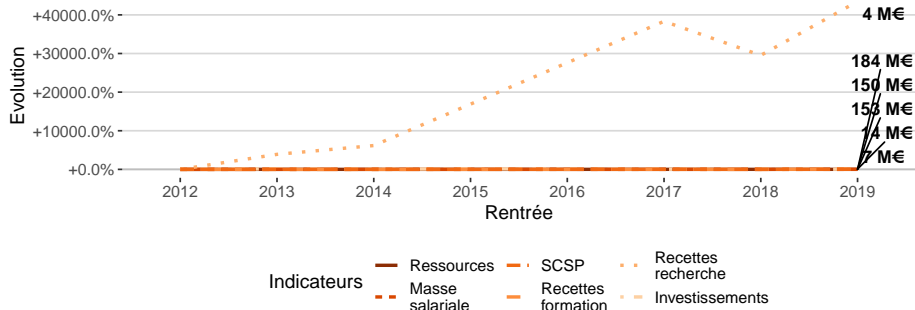 +40000.0%
+30000.0%
+20000.0%
+10000.0%
+0.0%
Evolution
4 M€
184 M€
150 M€
153 M€
14 M€
7 M€
2012 2013 2014 2015 2016 2017 2018 2019
Rentrée
Indicateurs
Ressources
Masse
salariale
SCSP
Recettes
formation
Recettes
recherche
Investissements